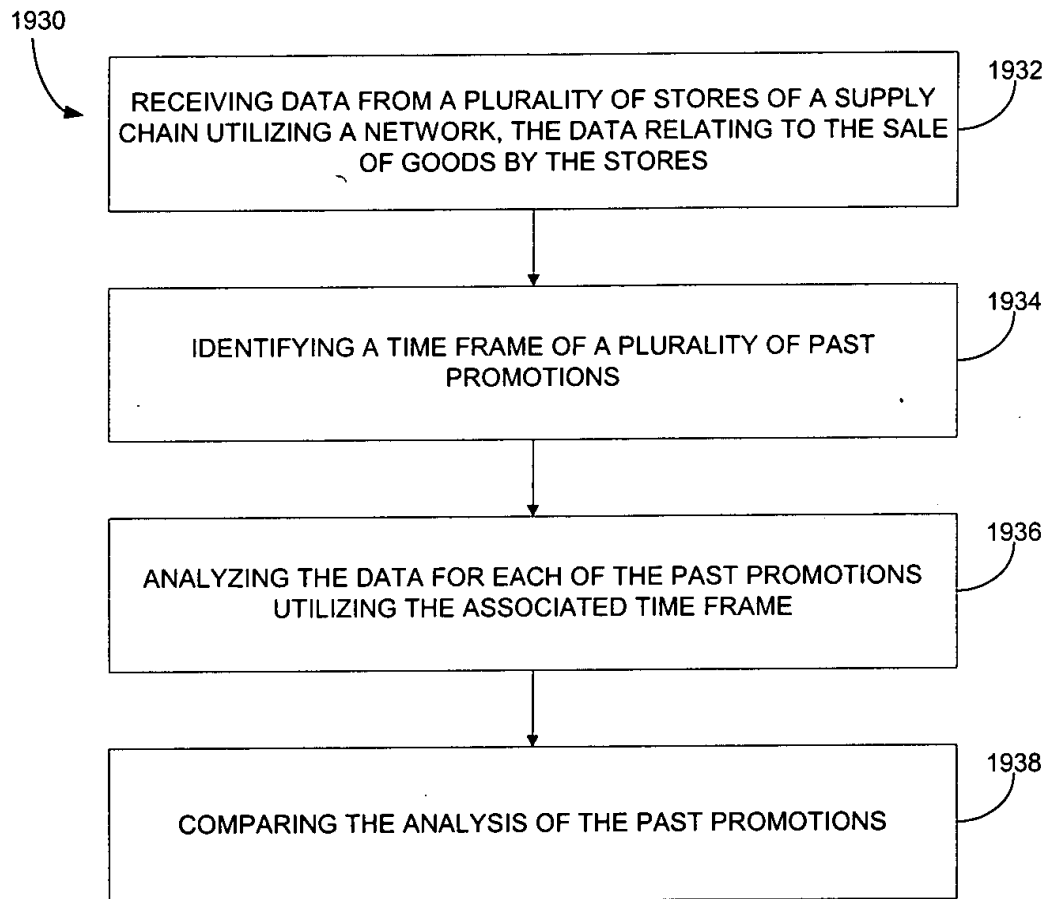 1930
1932
RECEIVING DATA FROM A PLURALITY OF STORES OF A SUPPLY
CHAIN UTILIZING A NETWORK, THE DATA RELATING TO THE SALE
OF GOODS BY THE STORES
1934
IDENTIFYING A TIME FRAME OF A PLURALITY OF PAST
PROMOTIONS
1936
ANALYZING THE DATA FOR EACH OF THE PAST PROMOTIONS
UTILIZING THE ASSOCIATED TIME FRAME
1938
COMPARING THE ANALYSIS OF THE PAST PROMOTIONS